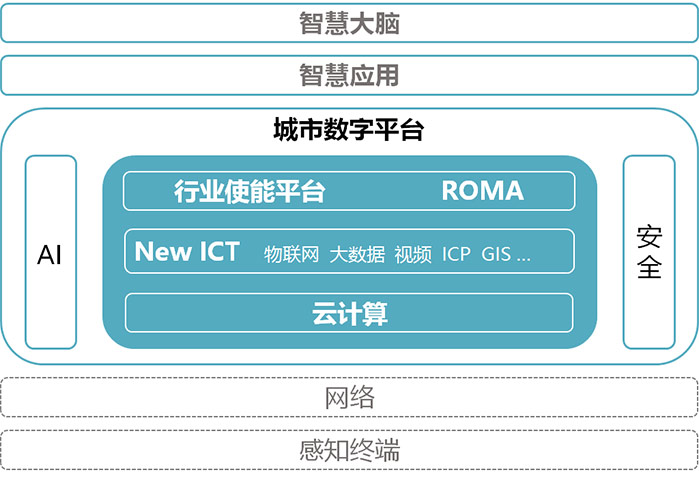 智慧大脑
智慧应用
城市数字平台
行业使能平台 ROMA
AI
New ICT 物联网 大数据 视频 ICP GIS ...
安全
云计算
网络
感知终端